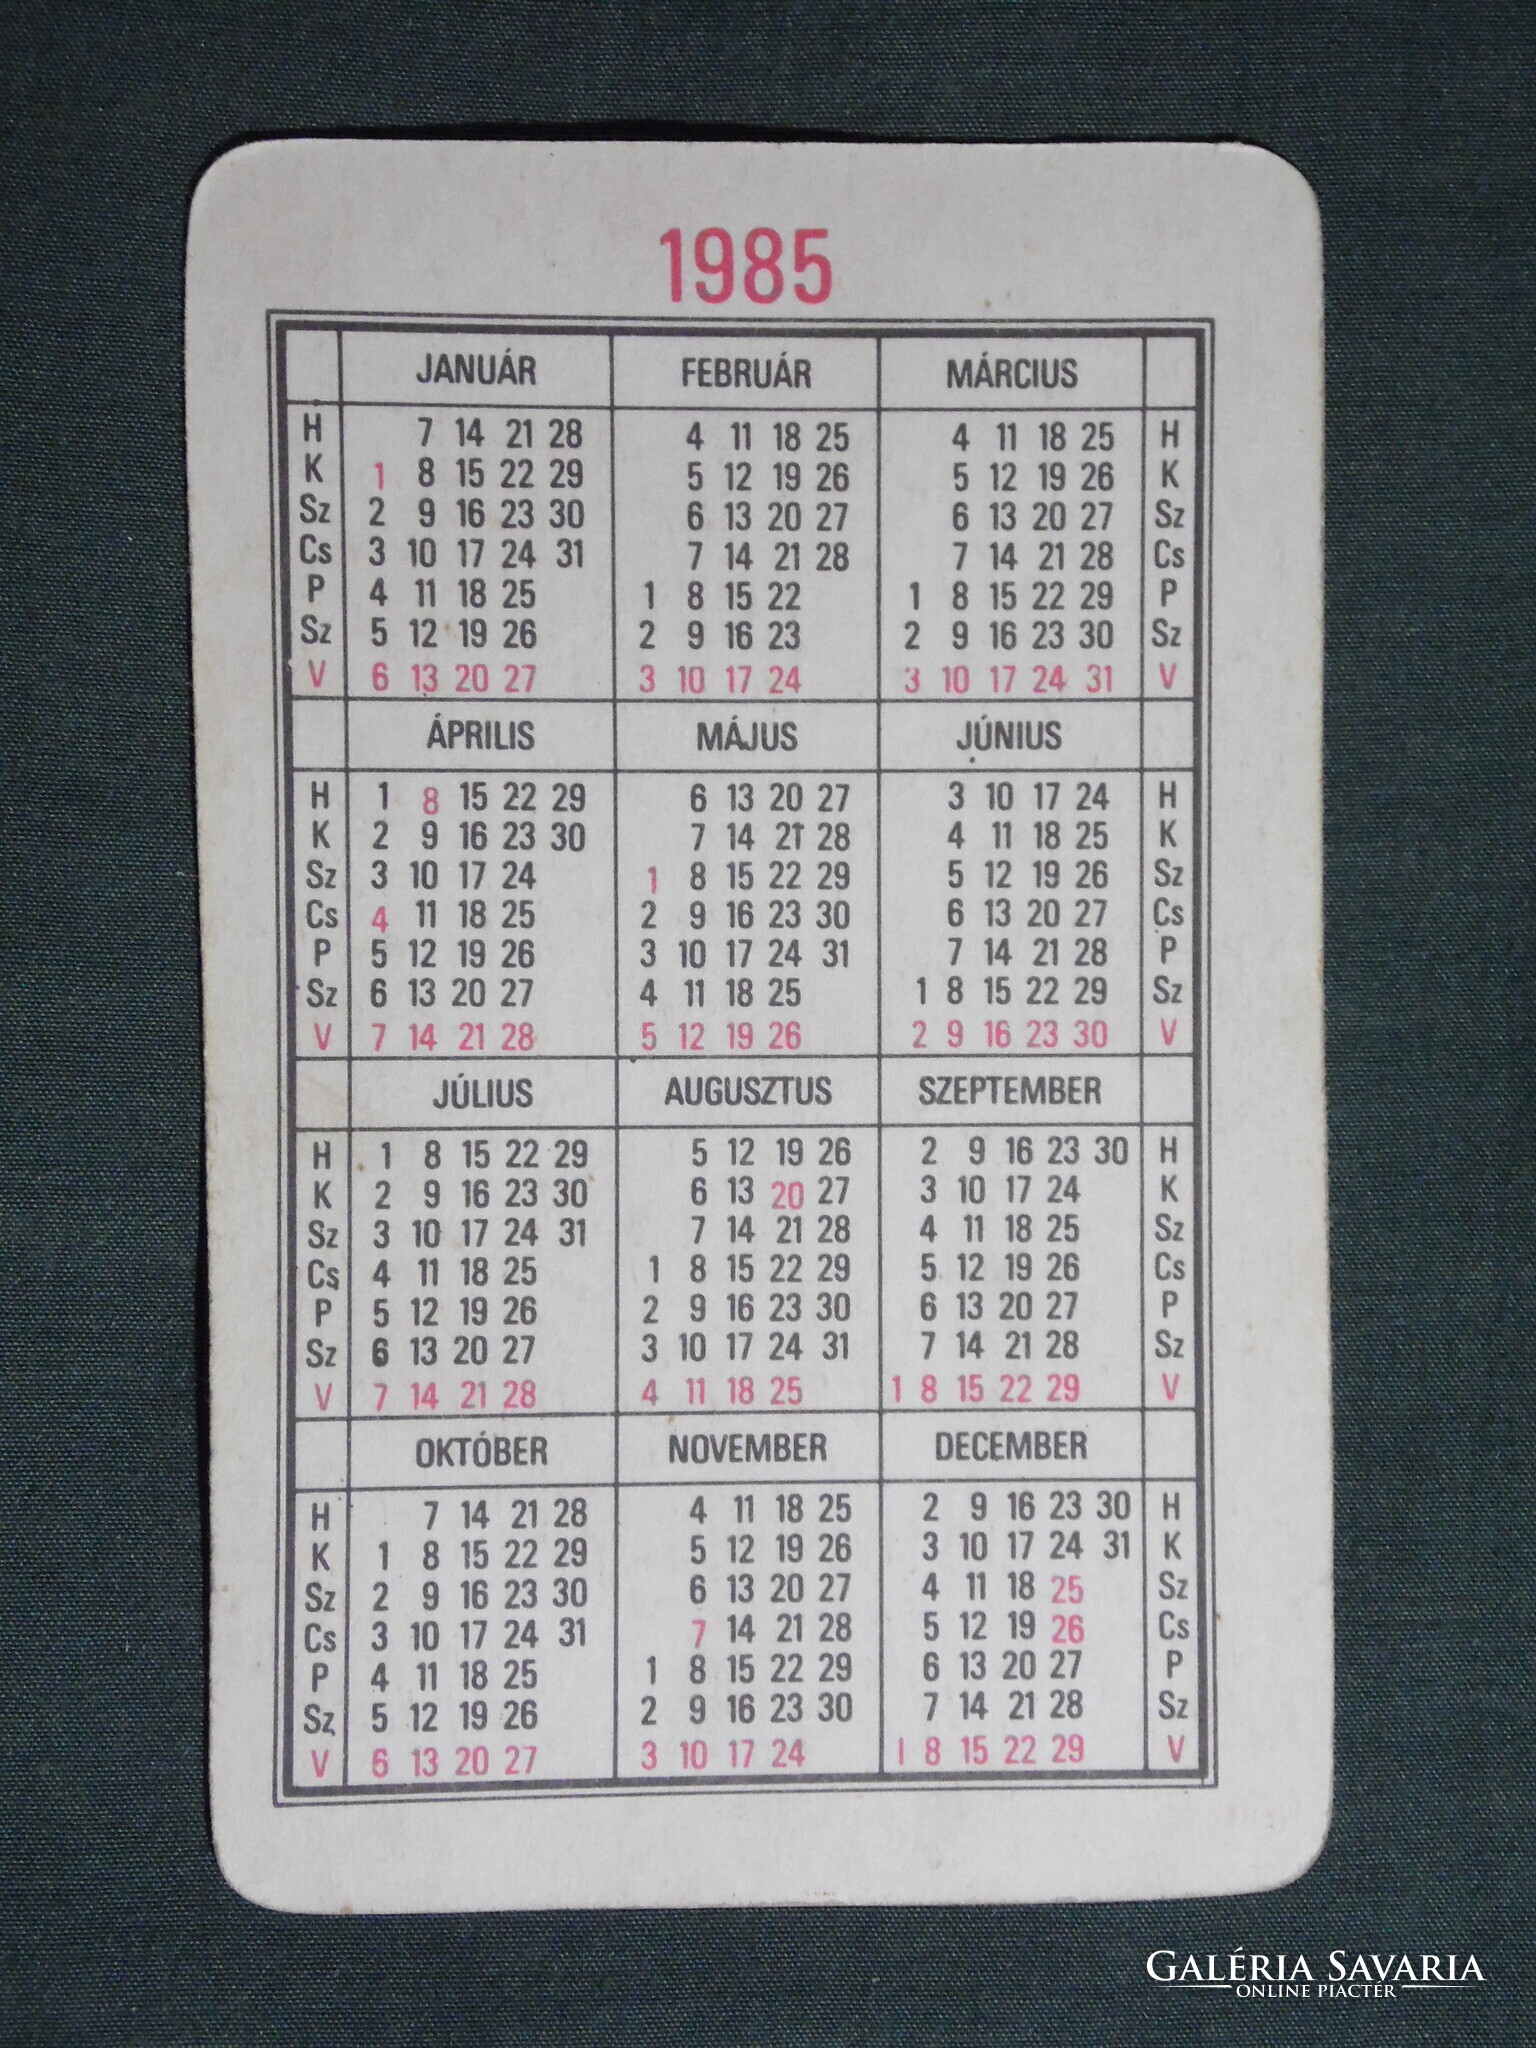 1985
JANUÁR FEBRUÁR MÁRCIUS
H 7 14 21 28 4 11 18 25 4 11 18 25 H
K 1 8 15 22 29 5 12 19 26 5 12 19 26 K
Sz 2 9 16 23 30 6 13 20 27 6 13 20 27 Sz
Cs 3 10 17 24 31 7 14 21 28 7 14 21 28 Cs
P 4 11 18 25 1 8 15 22 1 8 15 22 29 P
Sz 5 12 19 26 2 9 16 23 2 9 16 23 30 Sz
V 6 13 20 27 3 10 17 24 3 10 17 24 31 V
ÁPRILIS MÁJUS JÚNIUS
H 1 8 15 22 29 6 13 20 27 3 10 17 24 H
K 2 9 16 23 30 7 14 21 28 4 11 18 25 K
Sz 3 10 17 24 1 8 15 22 29 5 12 19 26 Sz
Cs 4 11 18 25 2 9 16 23 30 6 13 20 27 Cs
P 5 12 19 26 3 10 17 24 31 7 14 21 28 P
Sz 6 13 20 27 4 11 18 25 1 8 15 22 29 Sz
V 7 14 21 28 5 12 19 26 2 9 16 23 30 V
JÚLIUS AUGUSZTUS SZEPTEMBER
H 1 8 15 22 29 5 12 19 26 2 9 16 23 30 H
K 2 9 16 23 30 6 13 20 27 3 10 17 24 K
Sz 3 10 17 24 31 7 14 21 28 4 11 18 25 Sz
Cs 4 11 18 25 1 8 15 22 29 5 12 19 26 Cs
P 5 12 19 26 2 9 16 23 30 6 13 20 27 P
Sz 6 13 20 27 3 10 17 24 31 7 14 21 28 Sz
V 7 14 21 28 4 11 18 25 1 8 15 22 29 V
OKTÓBER NOVEMBER DECEMBER
H 7 14 21 28 4 11 18 25 2 9 16 23 30 H
K 1 8 15 22 29 5 12 19 26 3 10 17 24 31 K
Sz 2 9 16 23 30 6 13 20 27 4 11 18 25 Sz
Cs 3 10 17 24 31 7 14 21 28 5 12 19 26 Cs
P 4 11 18 25 1 8 15 22 29 6 13 20 27 P
Sz 5 12 19 26 2 9 16 23 30 7 14 21 28 Sz
V 6 13 20 27 3 10 17 24 1 8 15 22 29 V
GALÉRIA SAVARIA
ONLINE PIACTÉR